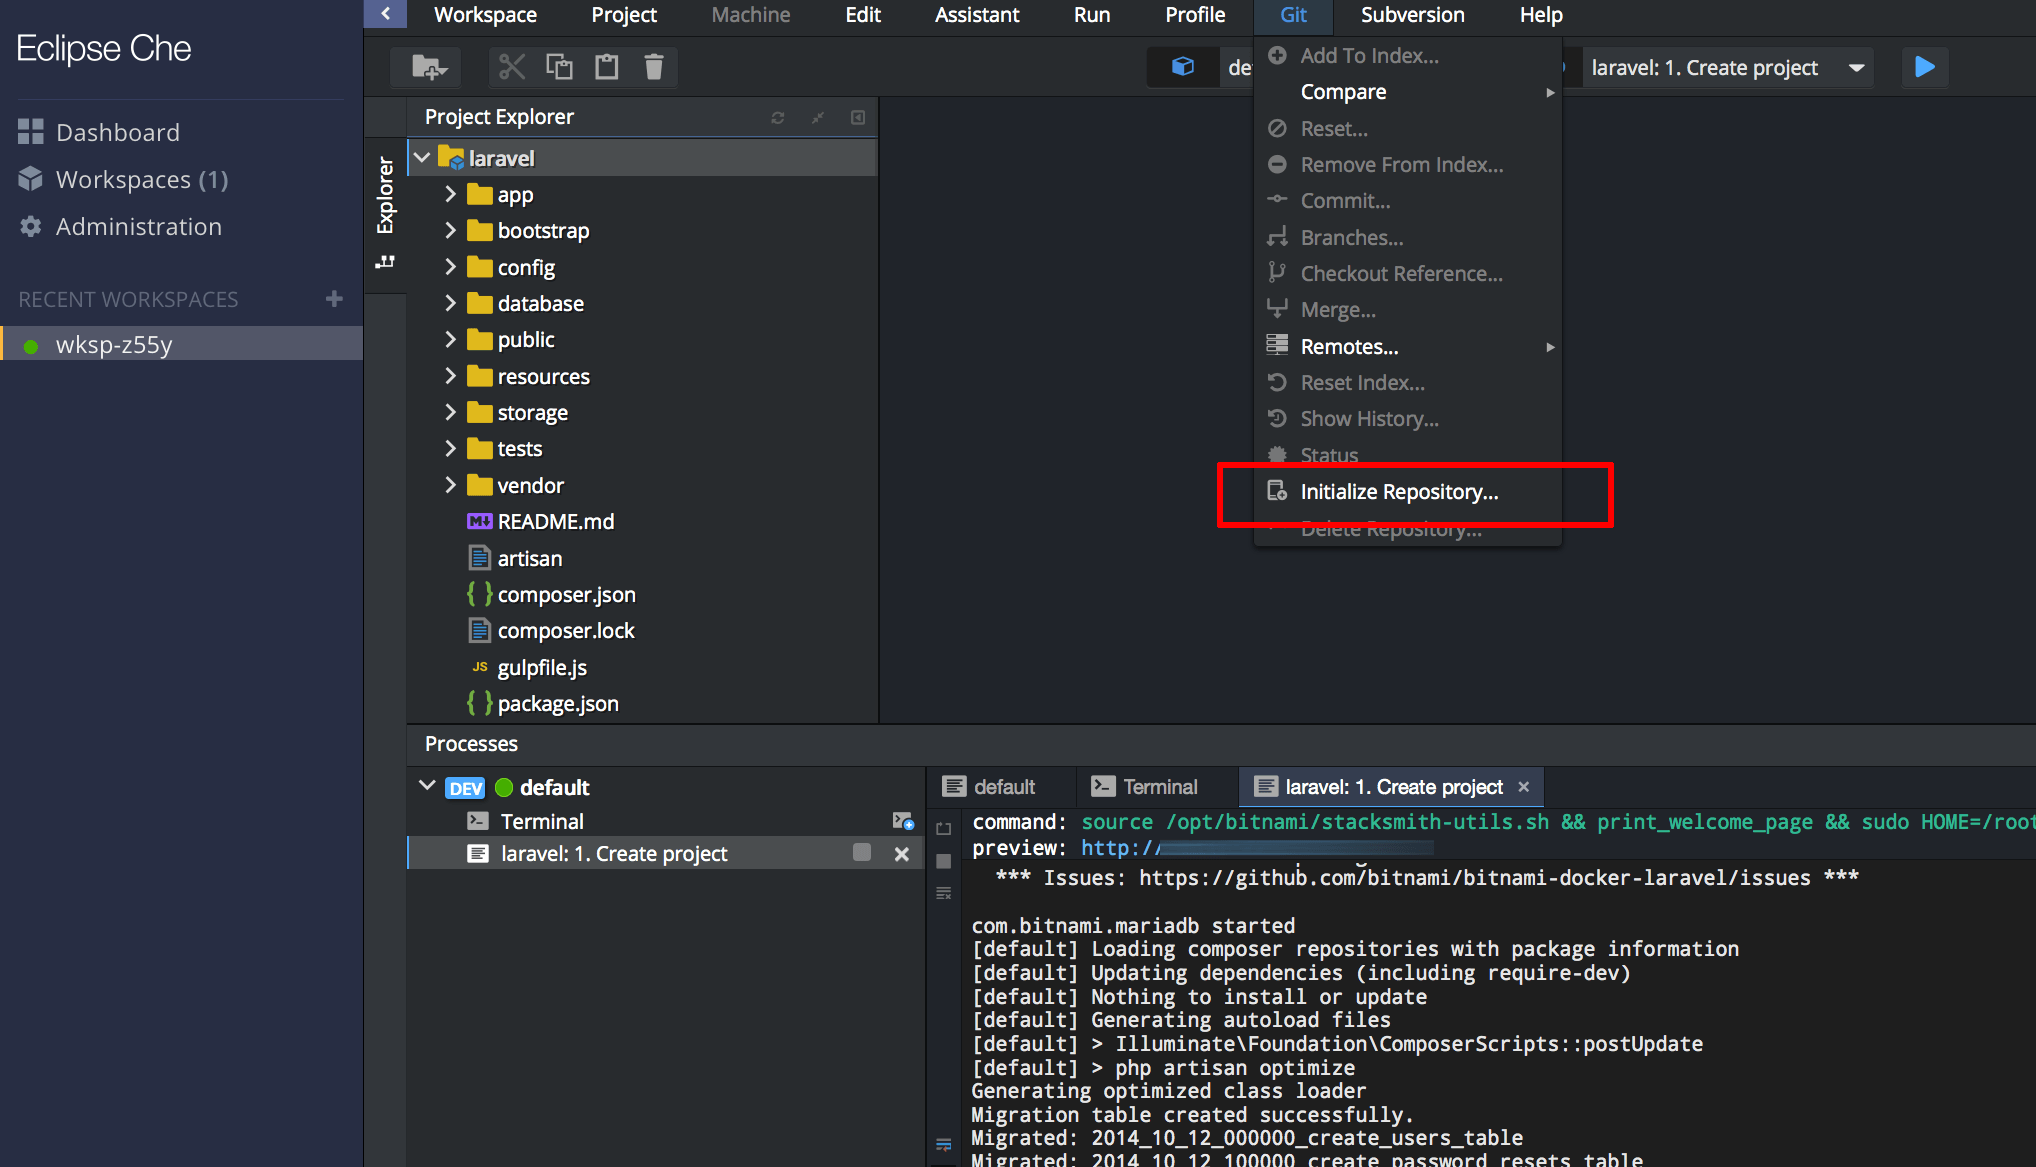 Eclipse Che
Dashboard
Workspaces (1)
Administration
RECENT WORKSPACES
wksp-z55y
Workspace Project Machine Edit Assistant Run Profile Git Subversion Help
laravel: 1. Create project
Explorer
Project Explorer
laravel
app
bootstrap
config
database
public
resources
storage
tests
vendor
README.md
artisan
composer.json
composer.lock
JS gulpfile.js
package.json
Add To Index...
Compare
Reset...
Remove From Index...
Commit...
Branches...
Checkout Reference...
Merge...
Remotes...
Reset Index...
Show History...
Status
Initialize Repository...
Delete Repository...
Processes
DEV default
Terminal
laravel: 1. Create project
default Terminal laravel: 1. Create project
command: source /opt/bitnami/stacksmith-utils.sh && print_welcome_page && sudo HOME=/root
preview: http://
*** Issues: https://github.com/bitnami/bitnami-docker-laravel/issues ***
com.bitnami.mariadb started
[default] Loading composer repositories with package information
[default] Updating dependencies (including require-dev)
[default] Nothing to install or update
[default] Generating autoload files
[default] > Illuminate\Foundation\ComposerScripts::postUpdate
[default] > php artisan optimize
Generating optimized class loader
Migration table created successfully.
Migrated: 2014_10_12_000000_create_users_table
Migrated: 2014_10_12_100000_create_password_resets_table